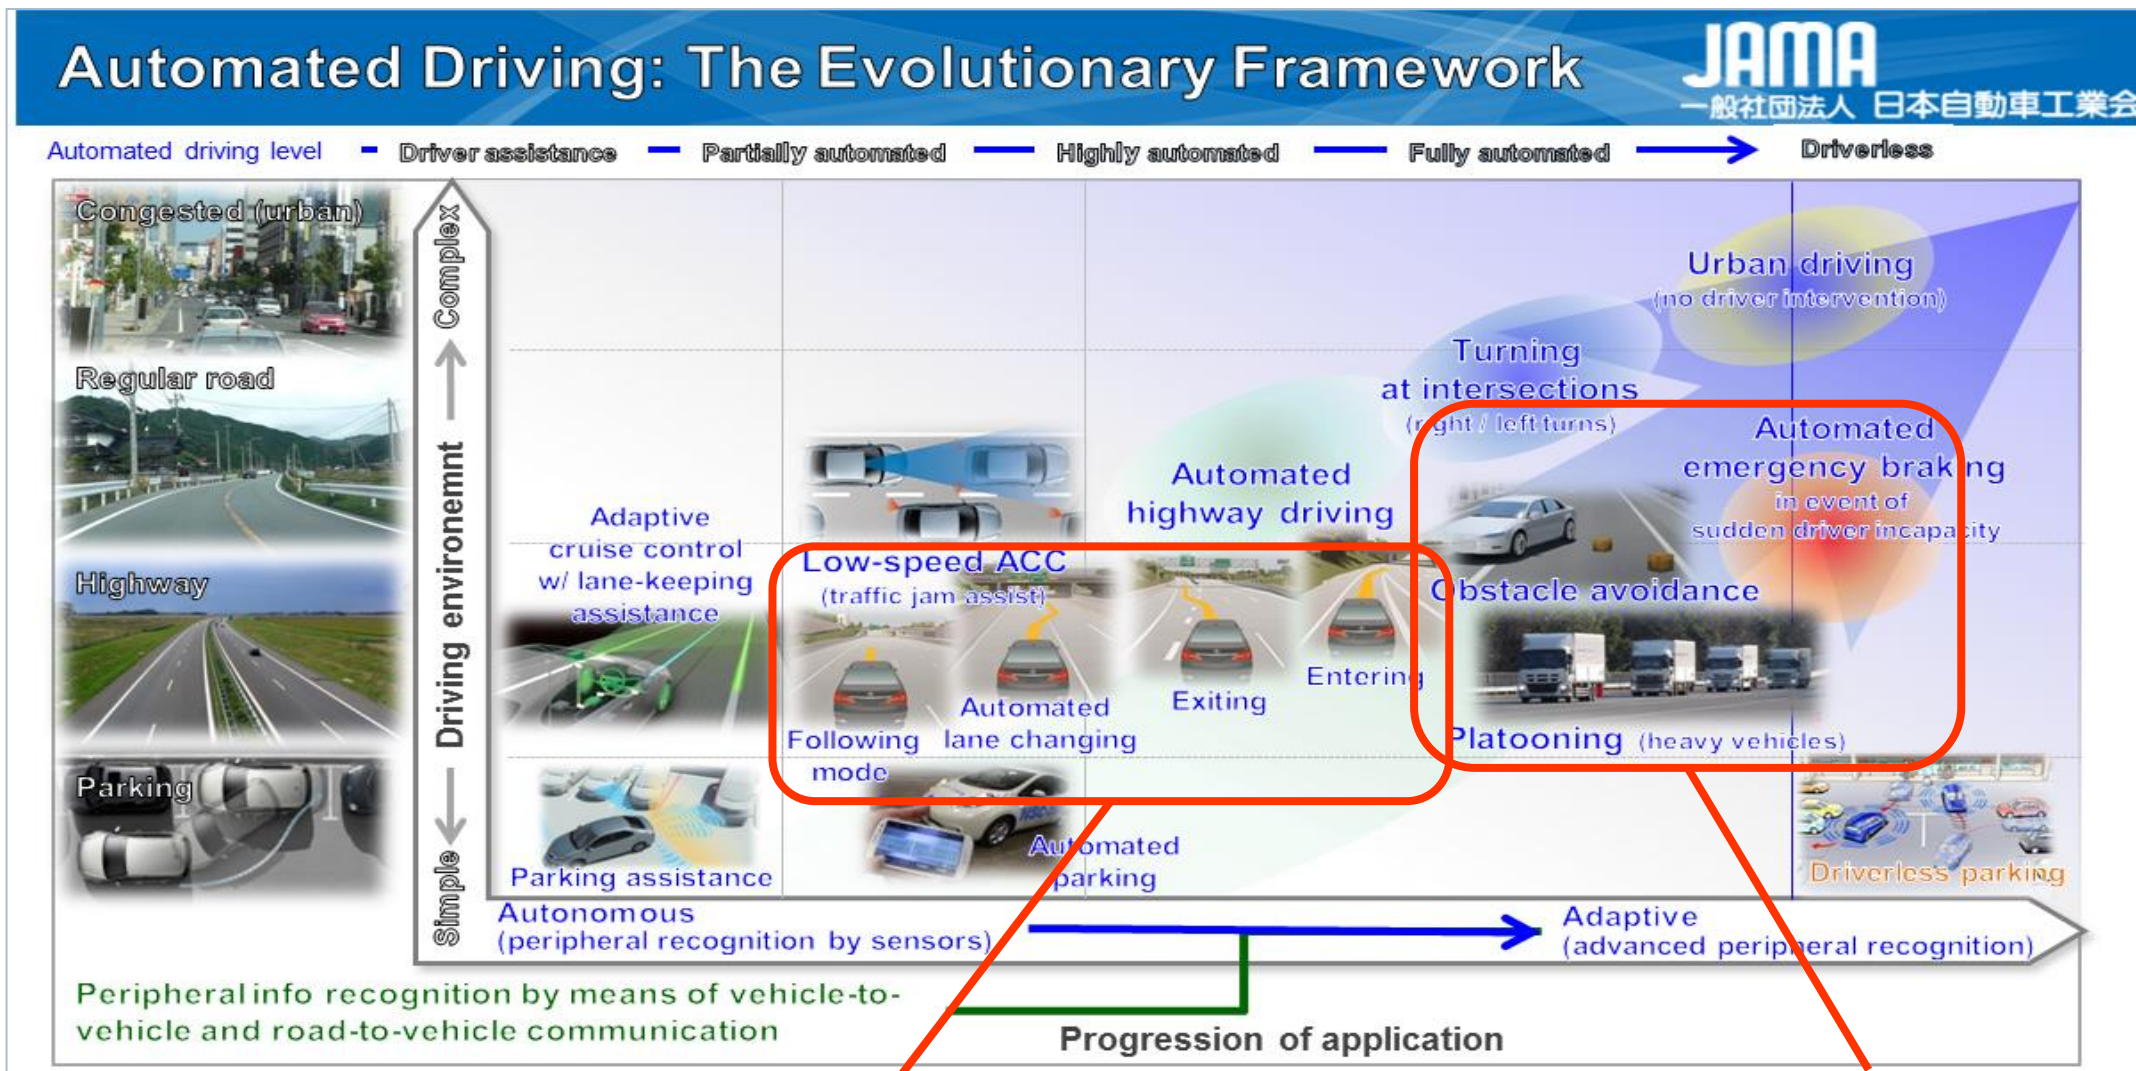 Automated Driving: The Evolutionary Framework
JAMA
一般社団法人 日本自動車工業会
Automated driving level
Driver assistance
Partially automated
Highly automated
Fully automated
Driverless
Congested (urban)
Regular road
Highway
Parking
Complex
Driving environemnt
Simple
Urban driving
(no driver intervention)
Turning
at intersections
(right / left turns)
Automated
emergency braking
in event of
sudden driver incapacity
Automated
highway driving
Adaptive
cruise control
w/ lane-keeping
assistance
Low-speed ACC
(traffic jam assist)
Obstacle avoidance
Following
mode
Automated
lane changing
Exiting
Entering
Platooning (heavy vehicles)
Parking assistance
Automated
parking
Driverless parking
Autonomous
(peripheral recognition by sensors)
Adaptive
(advanced peripheral recognition)
Peripheral info recognition by means of vehicle-to-
vehicle and road-to-vehicle communication
Progression of application